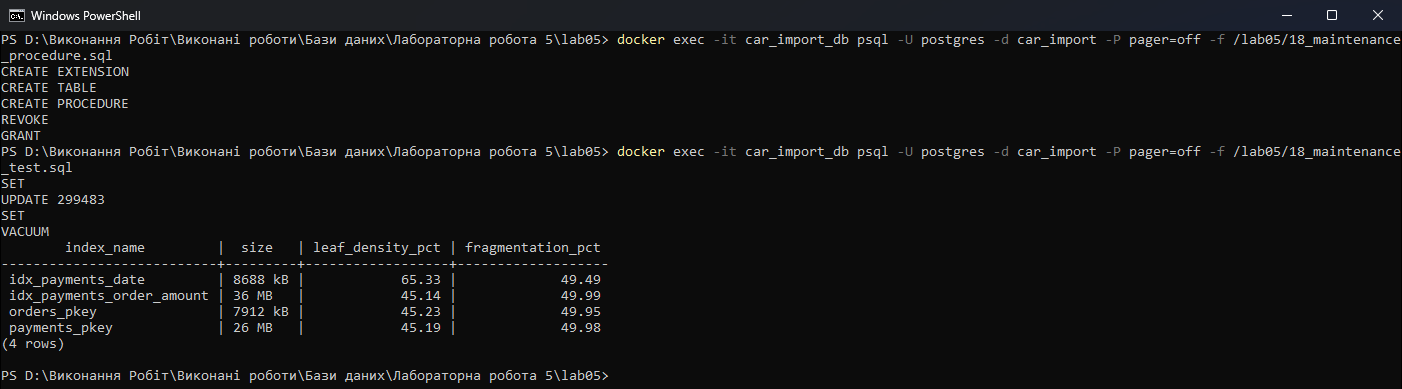 Windows PowerShell
PS D:\Виконання Робіт\Виконані роботи\Бази даних\Лабораторна робота 5\lab05> docker exec -it car_import_db psql -U postgres -d car_import -P pager=off -f /lab05/18_maintenance
_procedure.sql
CREATE EXTENSION
CREATE TABLE
CREATE PROCEDURE
REVOKE
GRANT
PS D:\Виконання Робіт\Виконані роботи\Бази даних\Лабораторна робота 5\lab05> docker exec -it car_import_db psql -U postgres -d car_import -P pager=off -f /lab05/18_maintenance
_test.sql
SET
UPDATE 299483
SET
VACUUM
        index_name         |  size   | leaf_density_pct | fragmentation_pct
---------------------------+---------+------------------+-------------------
 idx_payments_date         | 8688 kB |            65.33 |             49.49
 idx_payments_order_amount | 36 MB   |            45.14 |             49.99
 orders_pkey               | 7912 kB |            45.23 |             49.95
 payments_pkey             | 26 MB   |            45.19 |             49.98
(4 rows)
PS D:\Виконання Робіт\Виконані роботи\Бази даних\Лабораторна робота 5\lab05>